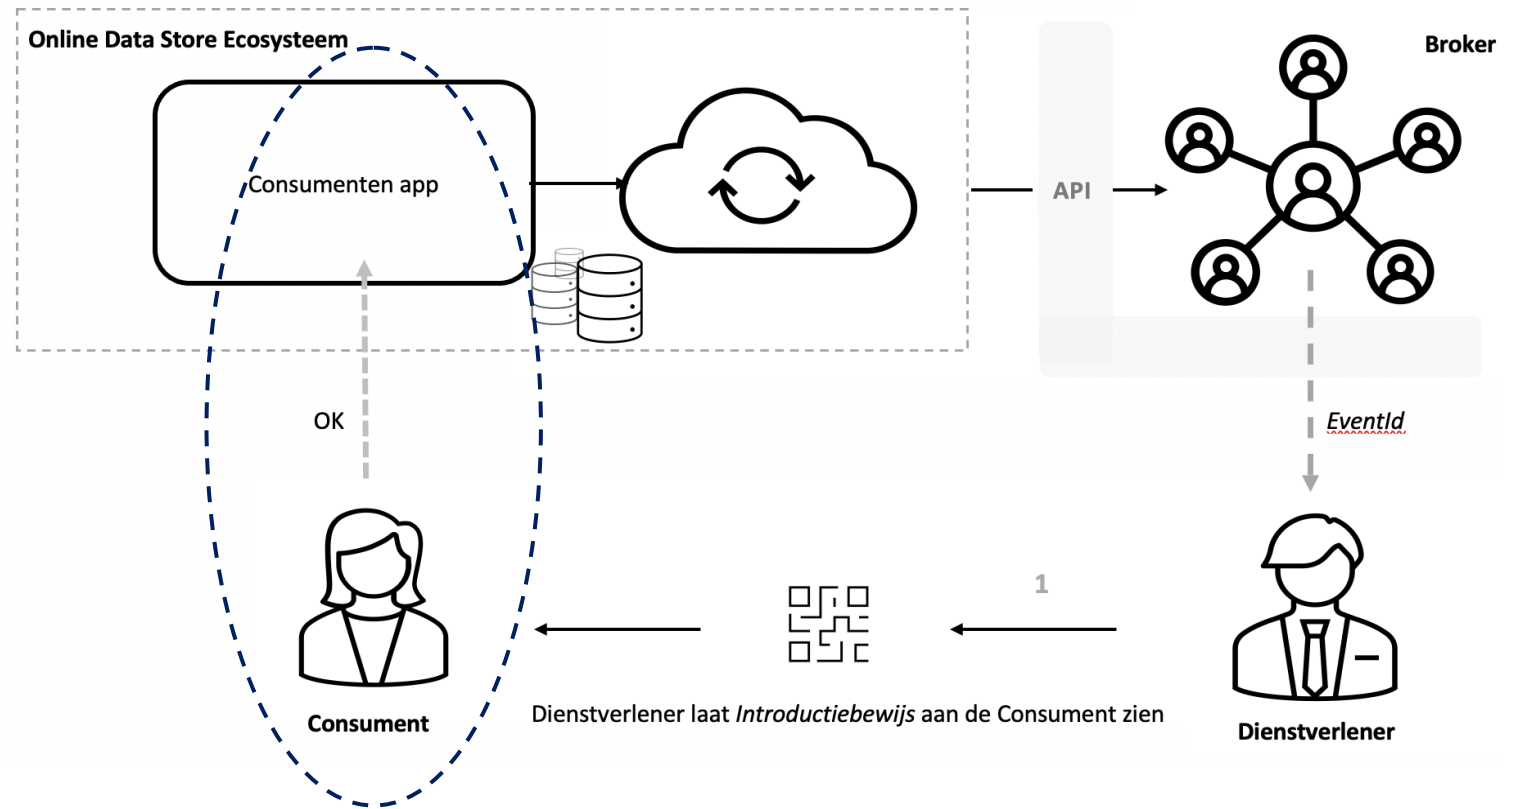 Online Data Store Ecosysteem
Broker
Consumenten app
API
OK
EventId
1
Dienstverlener laat Introductiebewijs aan de Consument zien
Consument
Dienstverlener